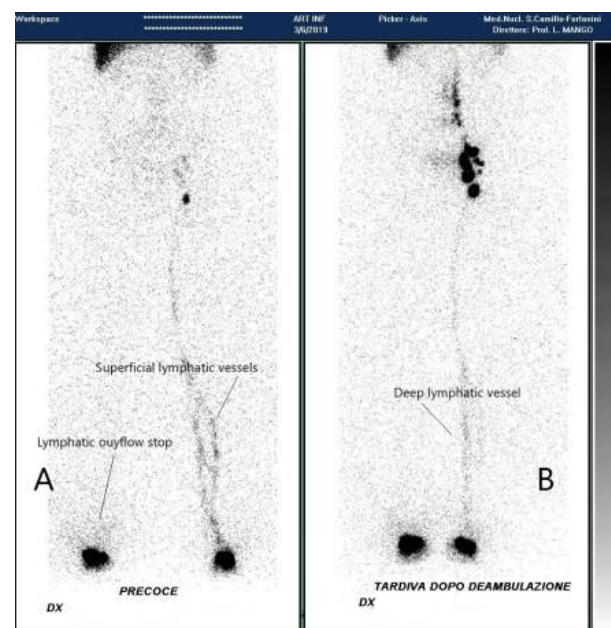 Workspace
**************************
**************************
ART INF
3/6/2019
Picker - Axis
Med.Nucl. S.Camillo-Forlanini
Direttore: Prof. L. MANGO
Superficial lymphatic vessels
Lymphatic ouyflow stop
A
PRECOCE
DX
Deep lymphatic vessel
B
TARDIVA DOPO DEAMBULAZIONE
DX